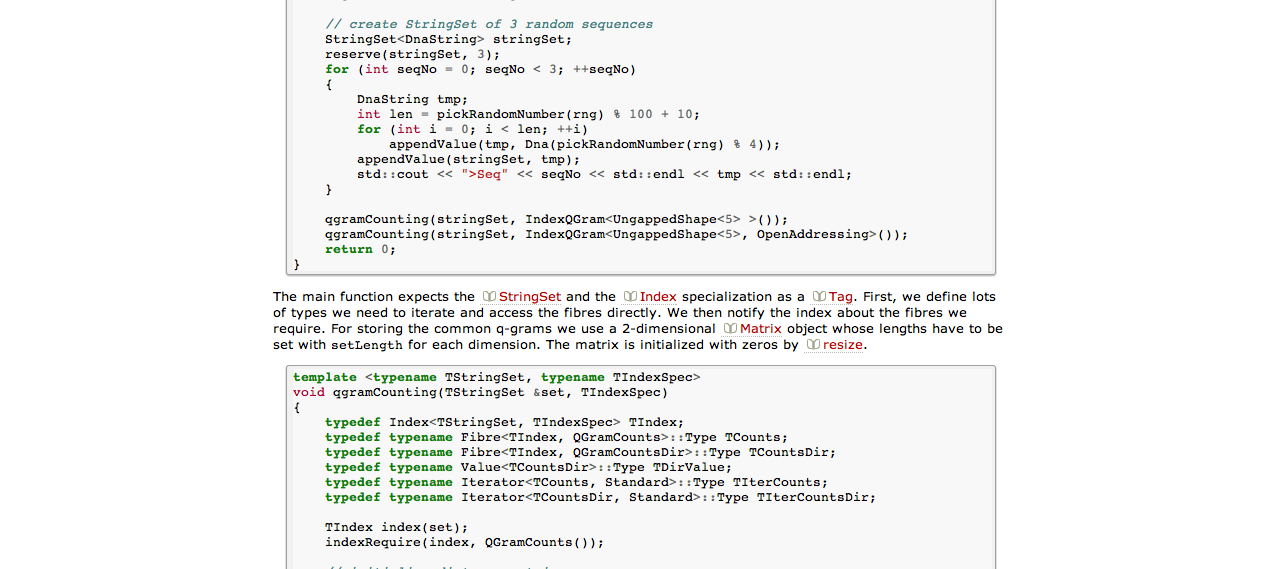 // create StringSet of 3 random sequences
StringSet<DnaString> stringSet;
reserve(stringSet, 3);
for (int seqNo = 0; seqNo < 3; ++seqNo)
{
DnaString tmp;
int len = pickRandomNumber(rng) % 100 + 10;
for (int i = 0; i < len; ++i)
appendValue(tmp, Dna(pickRandomNumber(rng) % 4));
appendValue(stringSet, tmp);
std::cout << ">Seq" << seqNo << std::endl << tmp << std::endl;
}
qgramCounting(stringSet, IndexQGram<UngappedShape<5> >());
qgramCounting(stringSet, IndexQGram<UngappedShape<5>, OpenAddressing>());
return 0;
}
The main function expects the StringSet and the Index specialization as a Tag. First, we define lots
of types we need to iterate and access the fibres directly. We then notify the index about the fibres we
require. For storing the common q-grams we use a 2-dimensional Matrix object whose lengths have to be
set with setLength for each dimension. The matrix is initialized with zeros by resize.
template <typename TStringSet, typename TIndexSpec>
void qgramCounting(TStringSet &set, TIndexSpec)
{
typedef Index<TStringSet, TIndexSpec> TIndex;
typedef typename Fibre<TIndex, QGramCounts>::Type TCounts;
typedef typename Fibre<TIndex, QGramCountsDir>::Type TCountsDir;
typedef typename Value<TCountsDir>::Type TDirValue;
typedef typename Iterator<TCounts, Standard>::Type TIterCounts;
typedef typename Iterator<TCountsDir, Standard>::Type TIterCountsDir;
TIndex index(set);
indexRequire(index, QGramCounts());